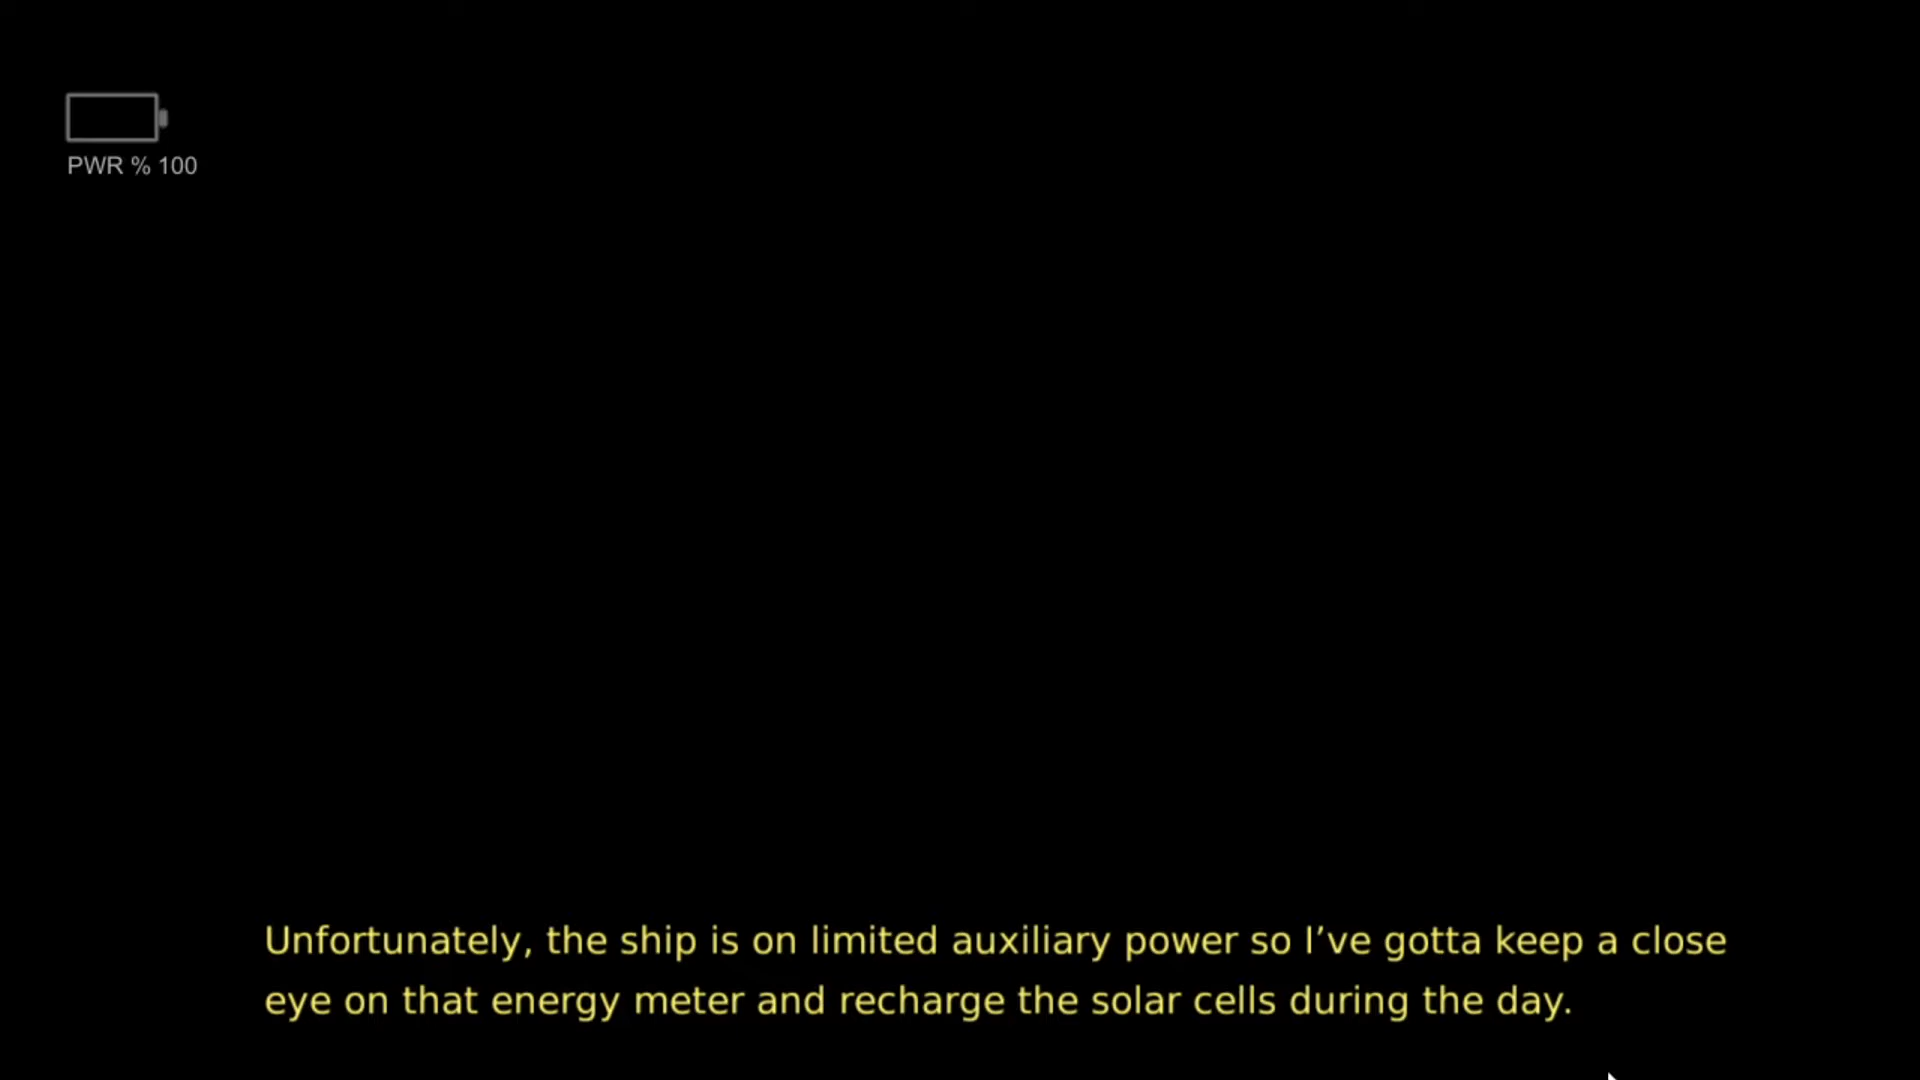 PWR % 100
Unfortunately, the ship is on limited auxiliary power so I’ve gotta keep a close
eye on that energy meter and recharge the solar cells during the day.